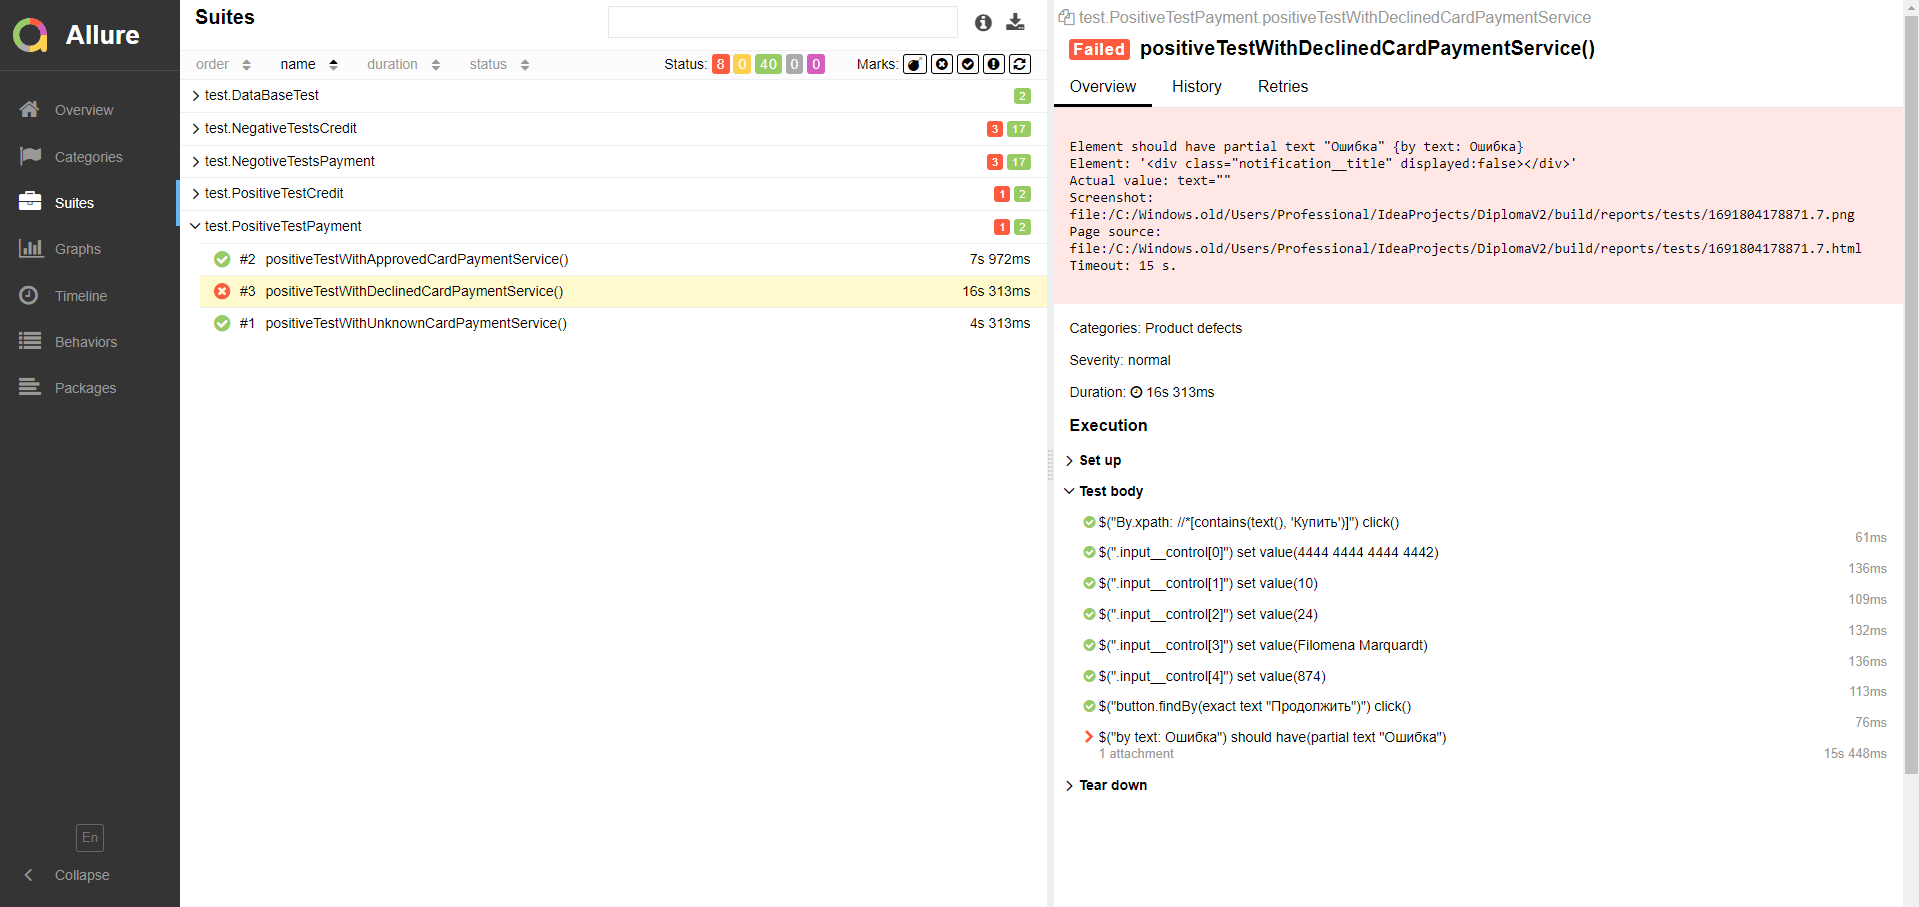 Allure
Overview
Categories
Suites
Graphs
Timeline
Behaviors
Packages
En
Collapse
Suites
order name duration status Status: 8 0 40 0 0 Marks:
test.DataBaseTest 2
test.NegativeTestsCredit 3 17
test.NegotiveTestsPayment 3 17
test.PositiveTestCredit 1 2
test.PositiveTestPayment 1 2
#2 positiveTestWithApprovedCardPaymentService() 7s 972ms
#3 positiveTestWithDeclinedCardPaymentService() 16s 313ms
#1 positiveTestWithUnknownCardPaymentService() 4s 313ms
test.PositiveTestPayment.positiveTestWithDeclinedCardPaymentService
Failed positiveTestWithDeclinedCardPaymentService()
Overview History Retries
Element should have partial text "Ошибка" {by text: Ошибка}
Element: '<div class="notification__title" displayed:false></div>'
Actual value: text=""
Screenshot:
file:/C:/Windows.old/Users/Professional/IdeaProjects/DiplomaV2/build/reports/tests/1691804178871.7.png
Page source:
file:/C:/Windows.old/Users/Professional/IdeaProjects/DiplomaV2/build/reports/tests/1691804178871.7.html
Timeout: 15 s.
Categories: Product defects
Severity: normal
Duration: 16s 313ms
Execution
Set up
Test body
$("By.xpath: //*[contains(text(), 'Купить')]") click()
61ms
$(".input__control[0]") set value(4444 4444 4444 4442)
136ms
$(".input__control[1]") set value(10)
109ms
$(".input__control[2]") set value(24)
132ms
$(".input__control[3]") set value(Filomena Marquardt)
136ms
$(".input__control[4]") set value(874)
113ms
$("button.findBy(exact text "Продолжить")") click()
76ms
$("by text: Ошибка") should have(partial text "Ошибка")
1 attachment 15s 448ms
Tear down